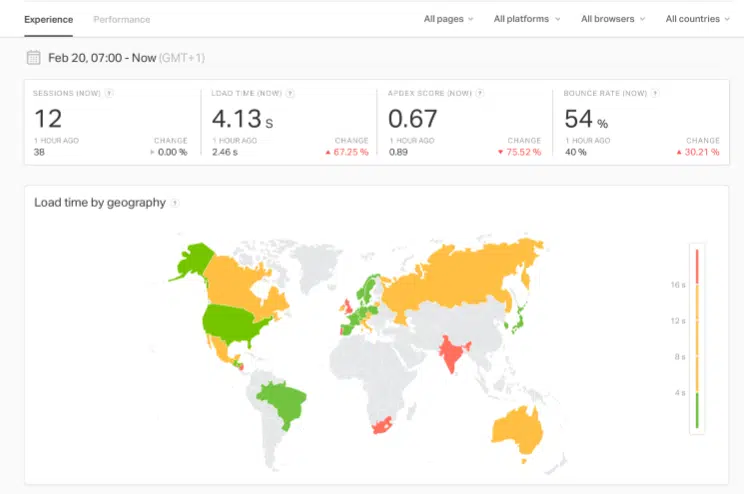 Experience Performance All pages All platforms All browsers All countries
Feb 20, 07:00 - Now (GMT+1)
SESSIONS (NOW) ? LOAD TIME (NOW) ? APDEX SCORE (NOW) ? BOUNCE RATE (NOW) ?
12 4.13 s 0.67 54 %
1 HOUR AGO CHANGE 1 HOUR AGO CHANGE 1 HOUR AGO CHANGE 1 HOUR AGO CHANGE
38 0.00 % 2.46 s 67.25 % 0.89 75.52 % 40 % 30.21 %
Load time by geography ?
16 s
12 s
8 s
4 s